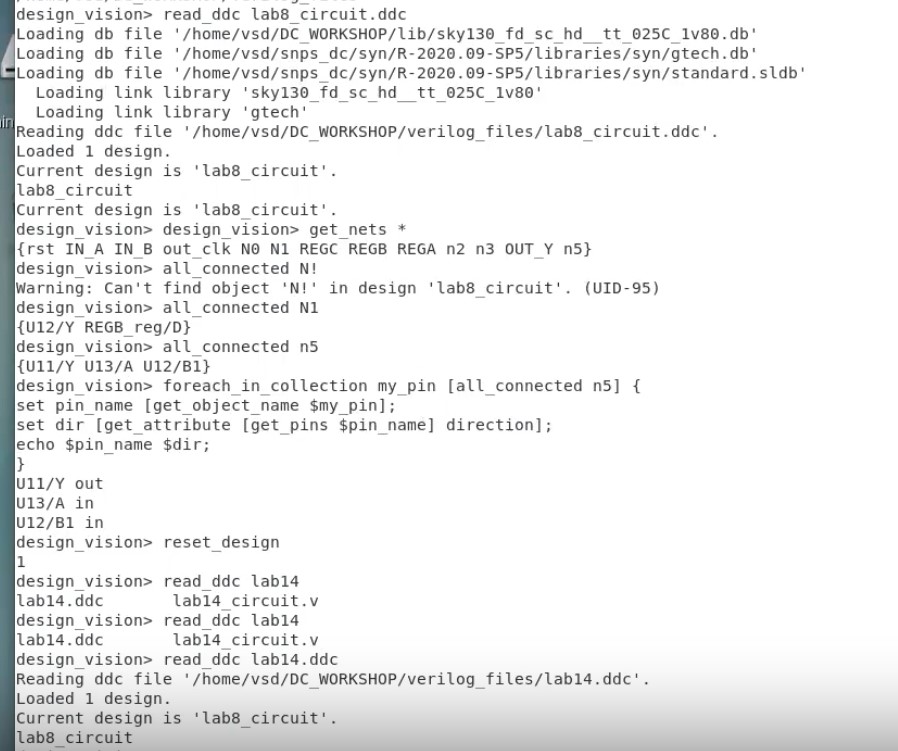 design_vision> read_ddc lab8_circuit.ddc
Loading db file '/home/vsd/DC_WORKSHOP/lib/sky130_fd_sc_hd__tt_025C_1v80.db'
Loading db file '/home/vsd/snps_dc/syn/R-2020.09-SP5/libraries/syn/gtech.db'
Loading db file '/home/vsd/snps_dc/syn/R-2020.09-SP5/libraries/syn/standard.sldb'
  Loading link library 'sky130_fd_sc_hd__tt_025C_1v80'
  Loading link library 'gtech'
Reading ddc file '/home/vsd/DC_WORKSHOP/verilog_files/lab8_circuit.ddc'.
Loaded 1 design.
Current design is 'lab8_circuit'.
lab8_circuit
Current design is 'lab8_circuit'.
design_vision> design_vision> get_nets *
{rst IN_A IN_B out_clk N0 N1 REGC REGB REGA n2 n3 OUT_Y n5}
design_vision> all_connected N!
Warning: Can't find object 'N!' in design 'lab8_circuit'. (UID-95)
design_vision> all_connected N1
{U12/Y REGB_reg/D}
design_vision> all_connected n5
{U11/Y U13/A U12/B1}
design_vision> foreach_in_collection my_pin [all_connected n5] {
set pin_name [get_object_name $my_pin];
set dir [get_attribute [get_pins $pin_name] direction];
echo $pin_name $dir;
}
U11/Y out
U13/A in
U12/B1 in
design_vision> reset_design
1
design_vision> read_ddc lab14
lab14.ddc       lab14_circuit.v
design_vision> read_ddc lab14
lab14.ddc       lab14_circuit.v
design_vision> read_ddc lab14.ddc
Reading ddc file '/home/vsd/DC_WORKSHOP/verilog_files/lab14.ddc'.
Loaded 1 design.
Current design is 'lab8_circuit'.
lab8_circuit